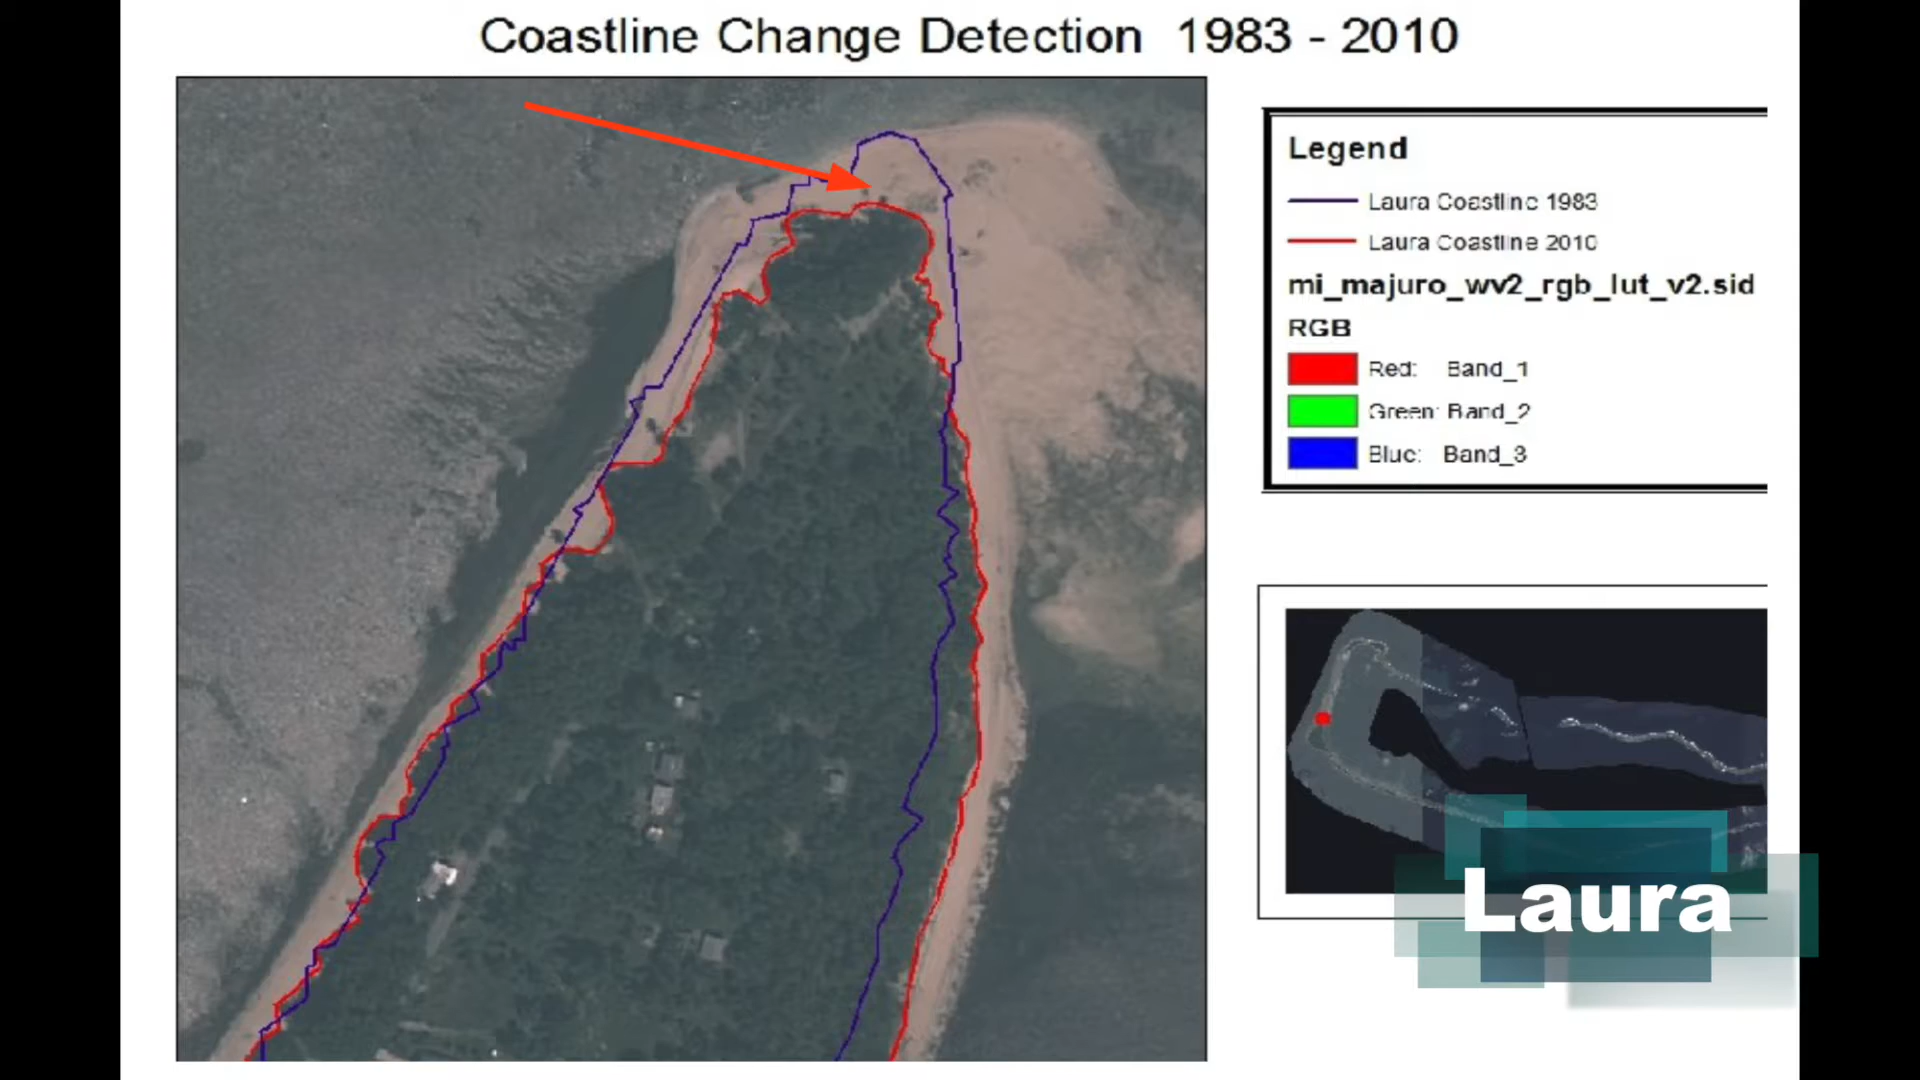 Coastline Change Detection 1983 - 2010
Legend
Laura Coastline 1983
Laura Coastline 2010
mi_majuro_wv2_rgb_lut_v2.sid
RGB
Red: Band_1
Green: Band_2
Blue: Band_3
Laura